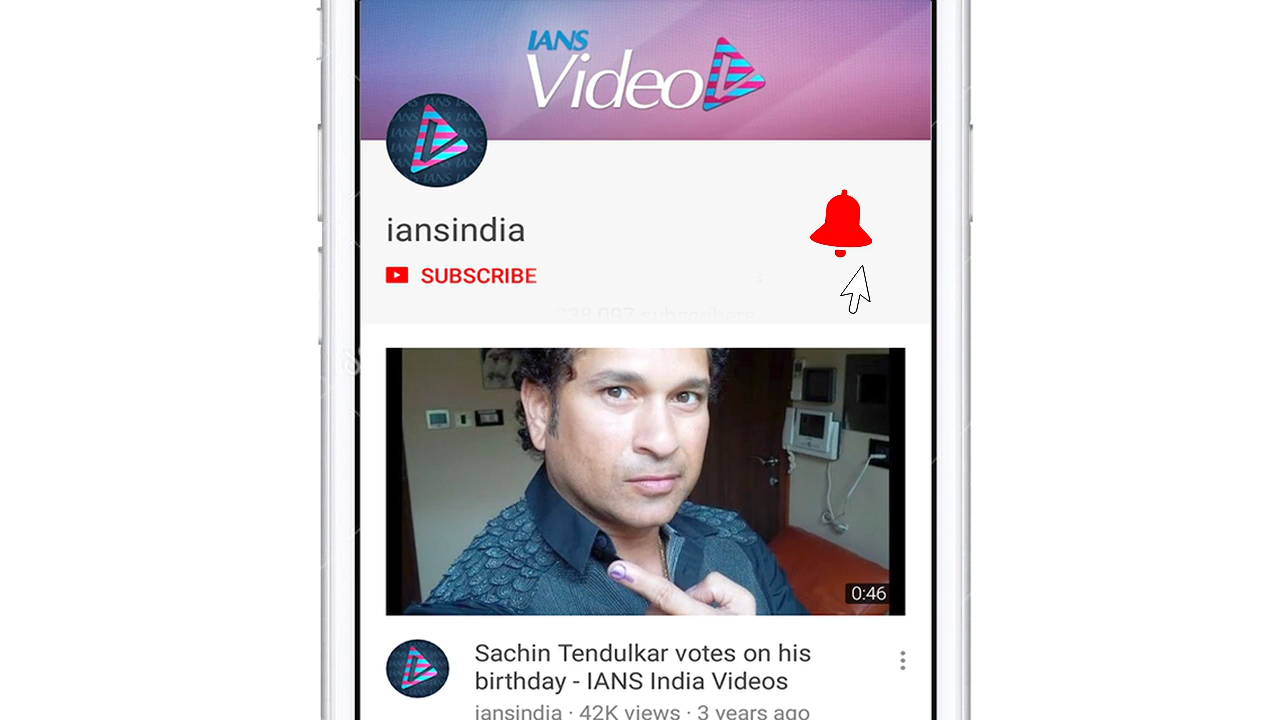 IANS
Video
iansindia
SUBSCRIBE
subscribers
0:46
Sachin Tendulkar votes on his
birthday - IANS India Videos
iansindia · 42K views · 3 years ago